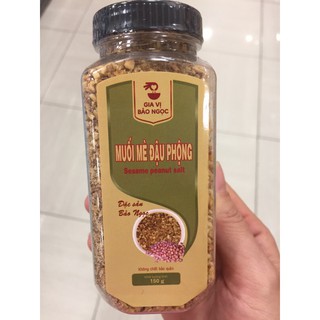 GIA VỊ
BẢO NGỌC
MUỐI MÈ ĐẬU PHỘNG
Sesame peanut salt
Đặc sản
Bảo Ngọc
150 g